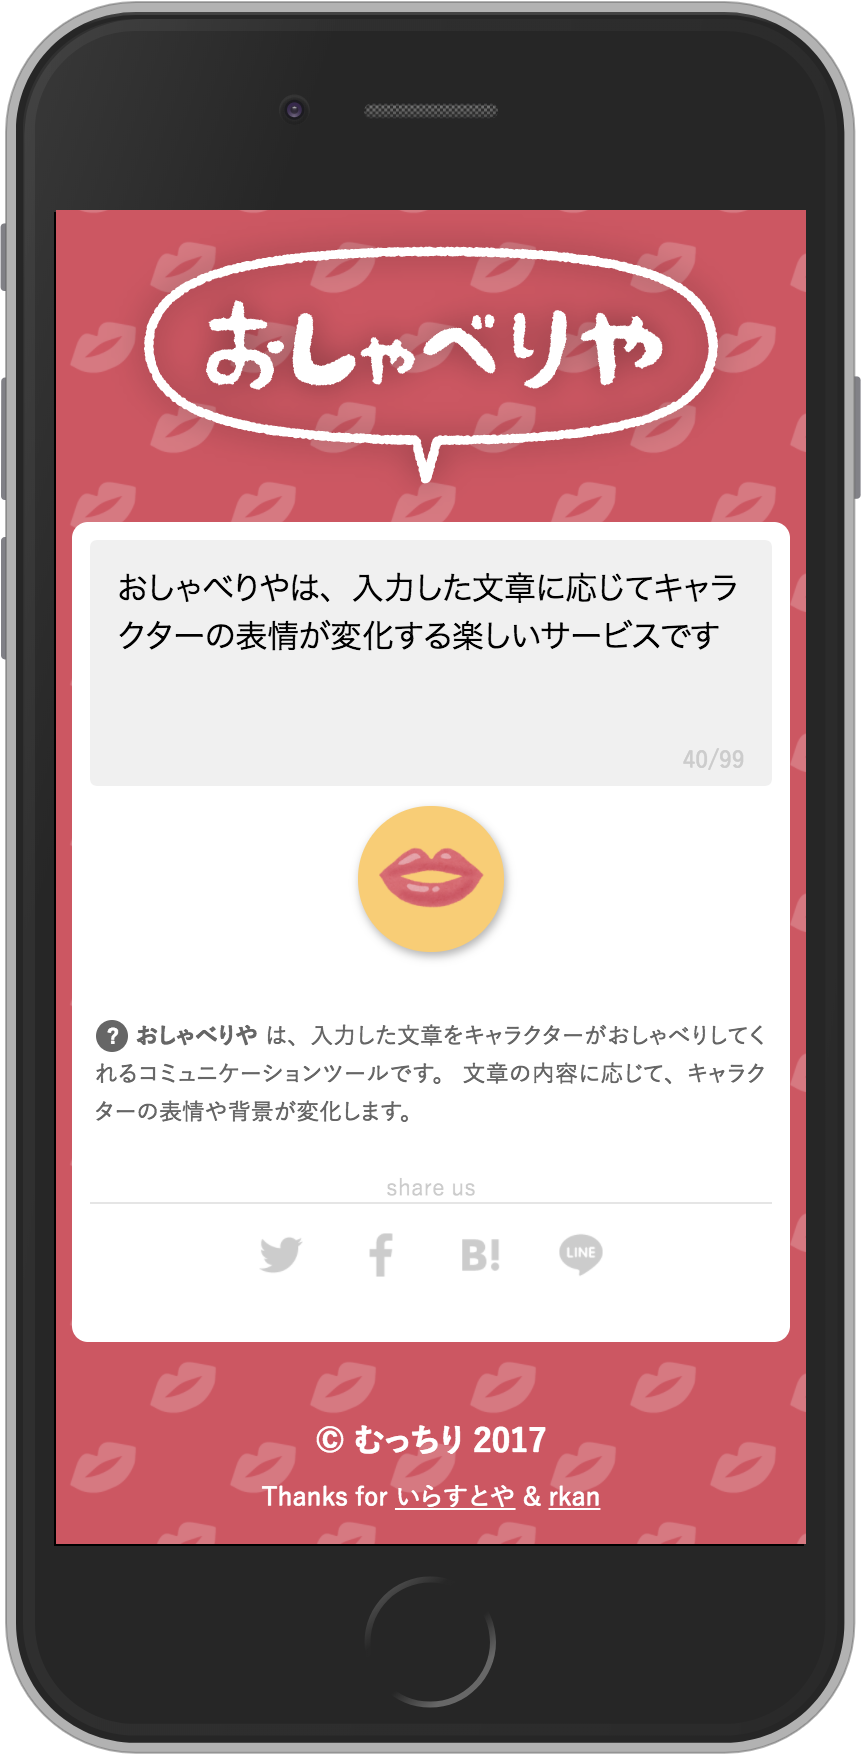 おしゃべりや
おしゃべりやは、入力した文章に応じてキャラ
クターの表情が変化する楽しいサービスです
40/99
? おしゃべりや は、入力した文章をキャラクターがおしゃべりしてく
れるコミュニケーションツールです。 文章の内容に応じて、キャラク
ターの表情や背景が変化します。
share us
B! LINE
© むっちり 2017
Thanks for いらすとや & rkan